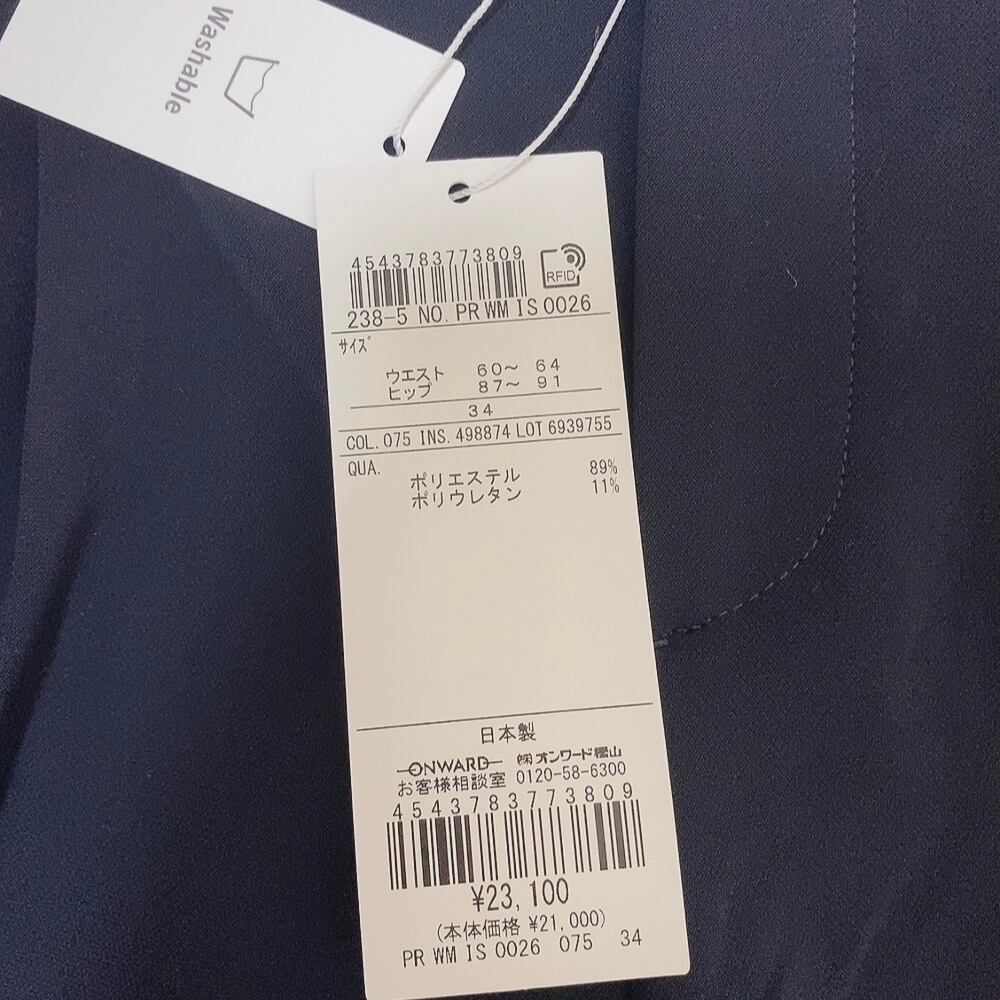 Washable
4543783773809
RFID
238-5 NO. PR WM IS 0026
サイズ
ウエスト 60～ 64
ヒップ 87～ 91
34
COL. 075 INS. 498874 LOT 6939755
QUA.
ポリエステル 89%
ポリウレタン 11%
日本製
ONWARD ㈱オンワード樫山
お客様相談室 0120-58-6300
4543783773809
¥23,100
(本体価格 ¥21,000)
PR WM IS 0026 075 34